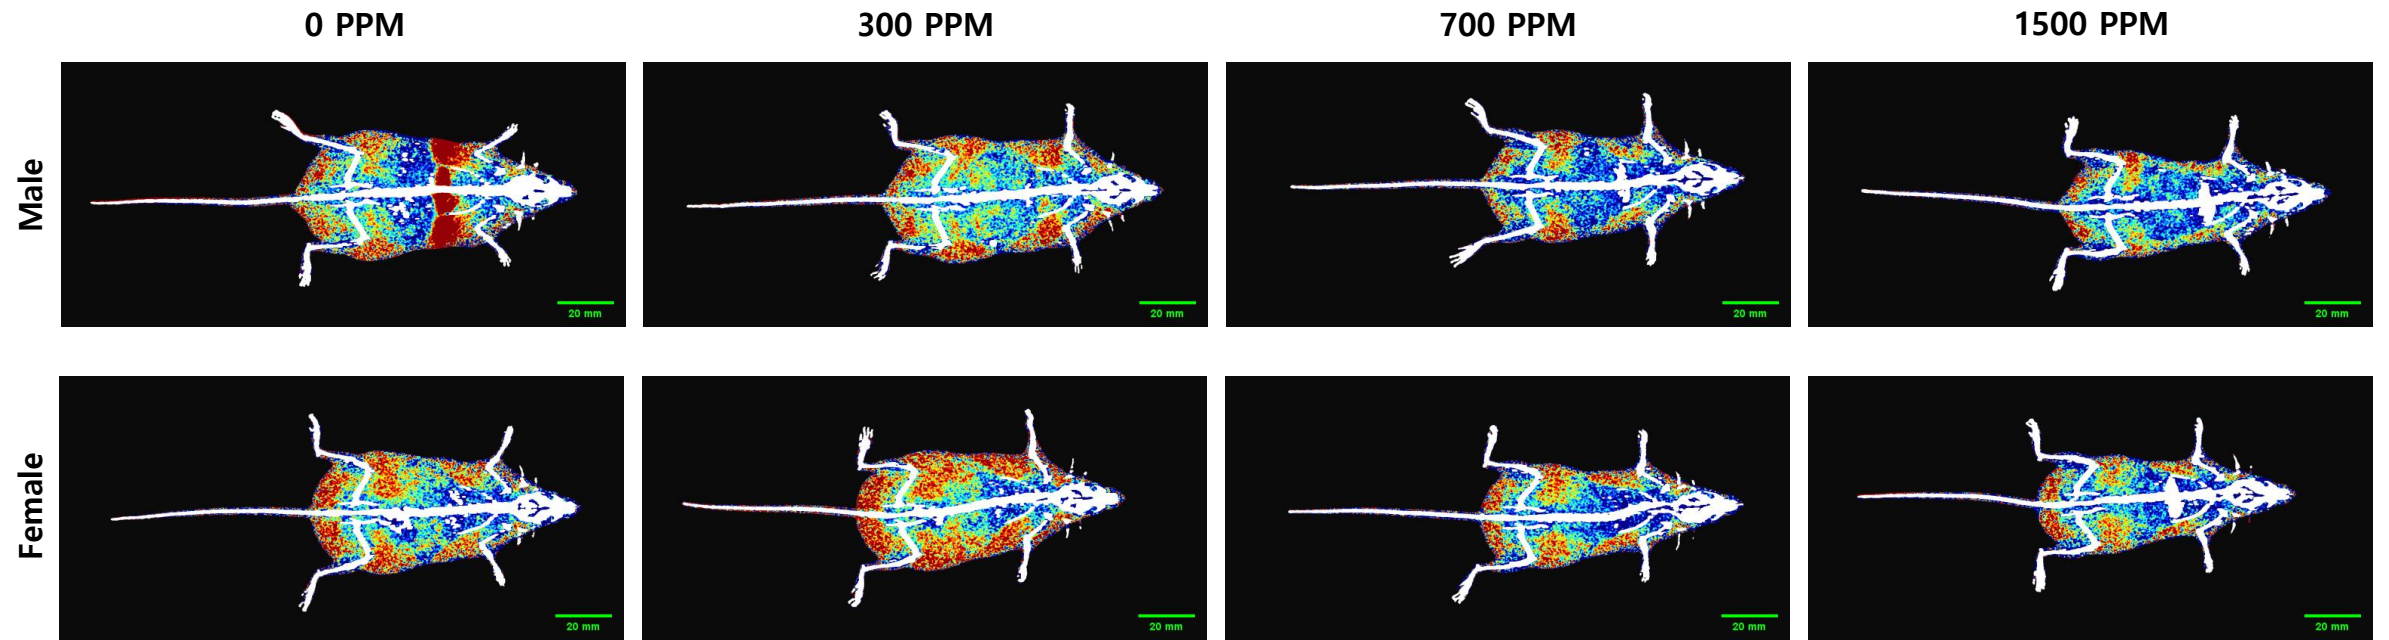 0 PPM 300 PPM 700 PPM 1500 PPM
Male
20 mm 20 mm 20 mm 20 mm
Female
20 mm 20 mm 20 mm 20 mm